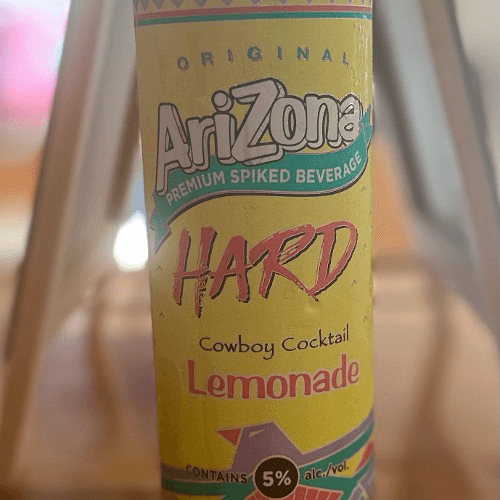 ORIGINAL
AriZona
PREMIUM SPIKED BEVERAGE
HARD
Cowboy Cocktail
Lemonade
CONTAINS 5% alc./vol.